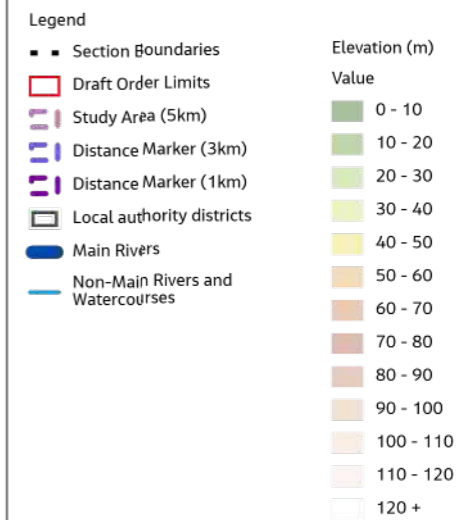 Legend
Section Boundaries
Draft Order Limits
Study Area (5km)
Distance Marker (3km)
Distance Marker (1km)
Local authority districts
Main Rivers
Non-Main Rivers and
Watercourses
Elevation (m)
Value
0 - 10
10 - 20
20 - 30
30 - 40
40 - 50
50 - 60
60 - 70
70 - 80
80 - 90
90 - 100
100 - 110
110 - 120
120 +